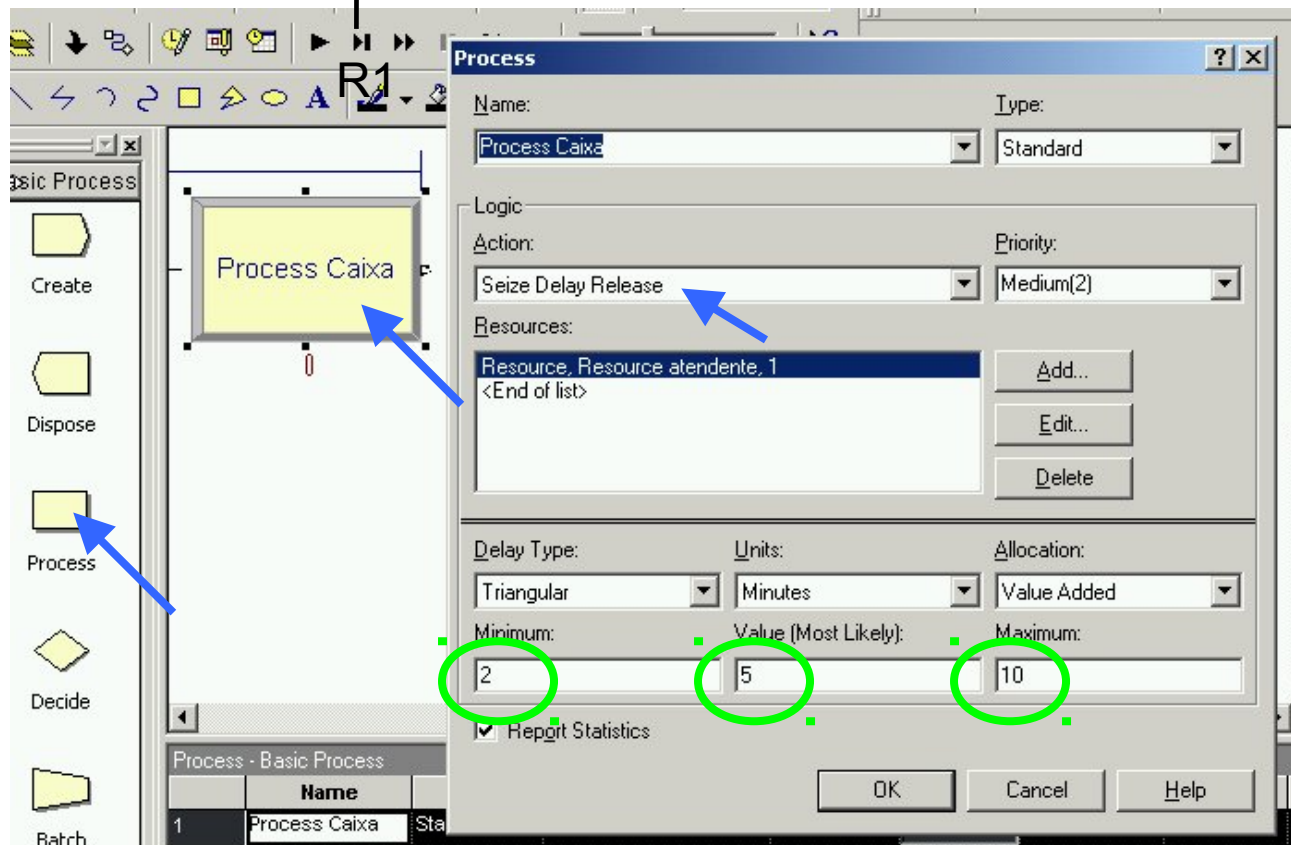 R1
A
Basic Process
Create
Dispose
Process
Decide
Batch
Process Caixa
0
Process
?
Name:
Type:
Process Caixa
Standard
Logic
Action:
Priority:
Seize Delay Release
Medium(2)
Resources:
Resource, Resource atendente, 1
<End of list>
Add...
Edit...
Delete
Delay Type:
Units:
Allocation:
Triangular
Minutes
Value Added
Minimum:
Value (Most Likely):
Maximum:
2
5
10
Report Statistics
OK
Cancel
Help
Process - Basic Process
Name
1
Process Caixa
Sta